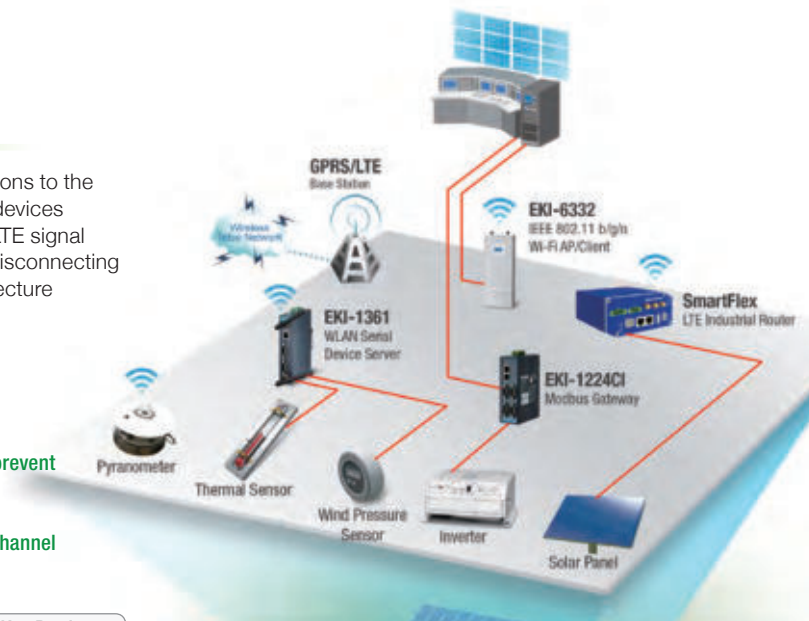 ons to the
devices
TE signal
isconnecting
ecture
prevent
hannel
GPRS/LTE
Base Station
Wireless
Network
EKI-6332
IEEE 802.11 b/g/n
Wi-Fi AP/Client
SmartFlex
LTE Industrial Router
EKI-1361
WLAN Serial
Device Server
EKI-1224CI
Modbus Gateway
Pyranometer
Thermal Sensor
Wind Pressure
Sensor
Inverter
Solar Panel